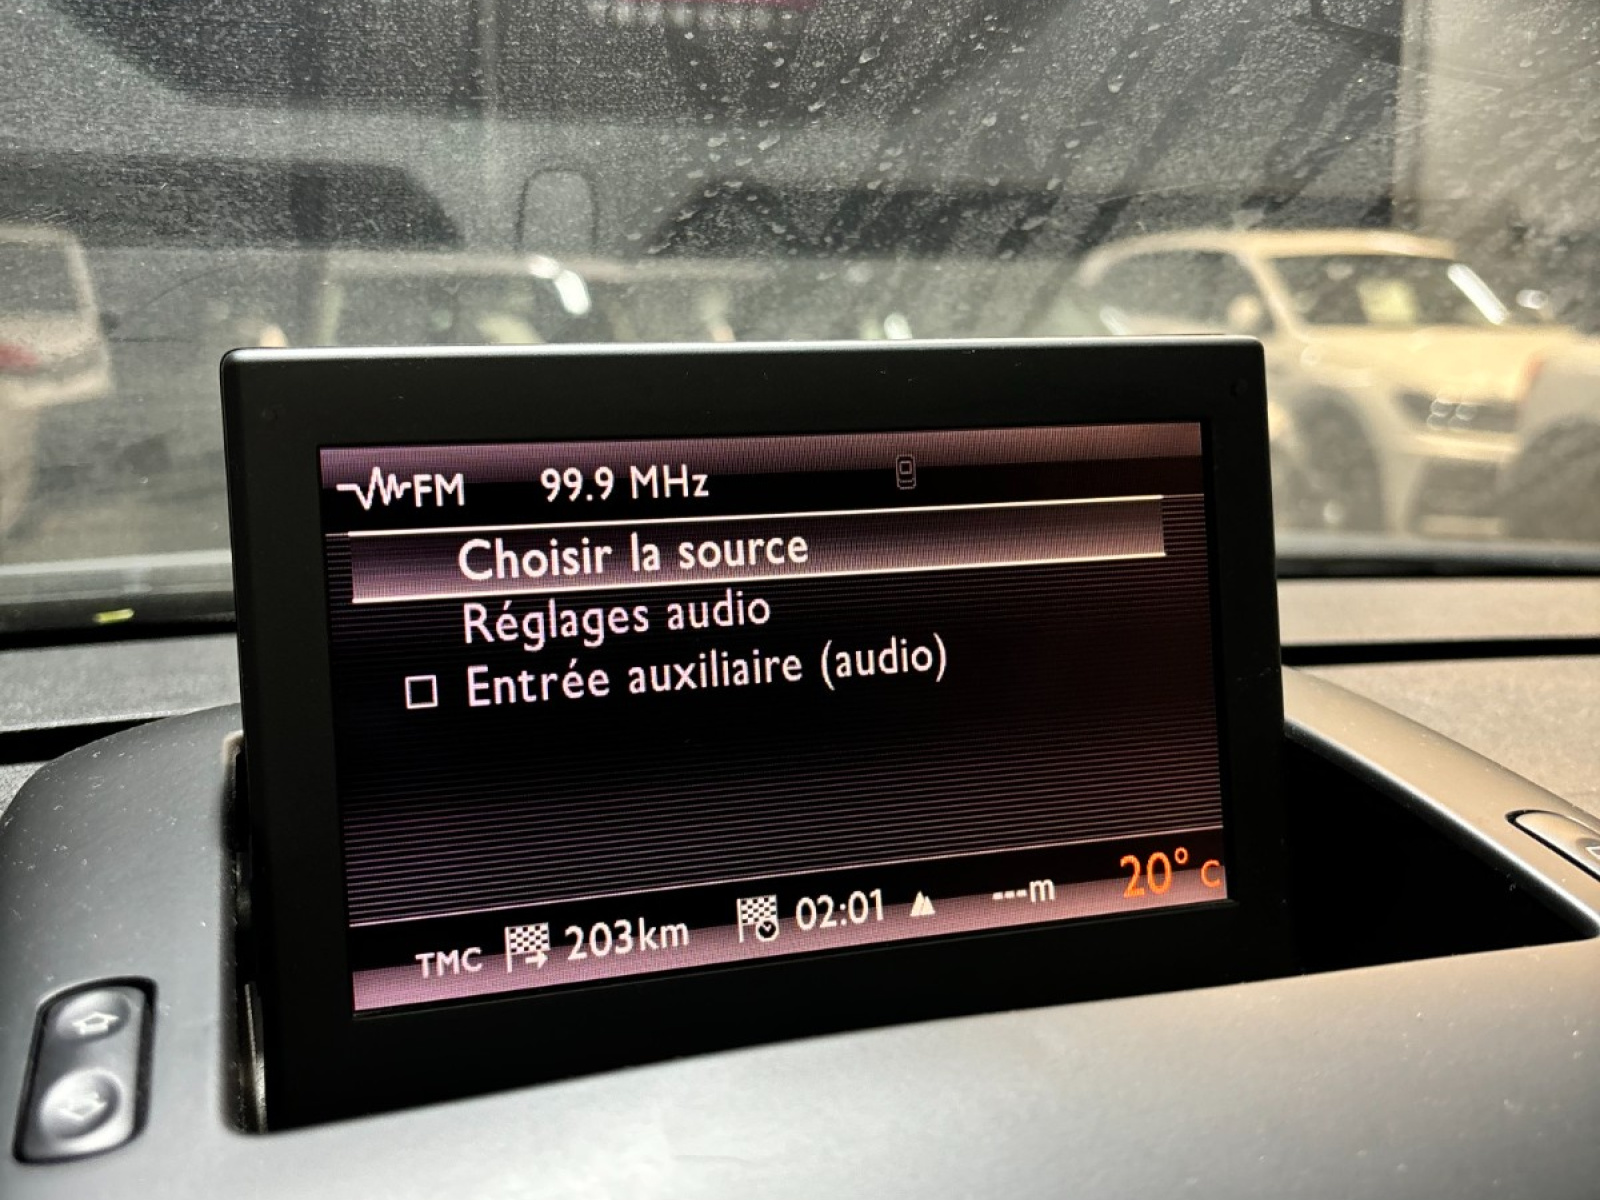 FM 99.9 MHz
Choisir la source
Réglages audio
Entrée auxiliaire (audio)
TMC 203km 02:01 ---m 20° C